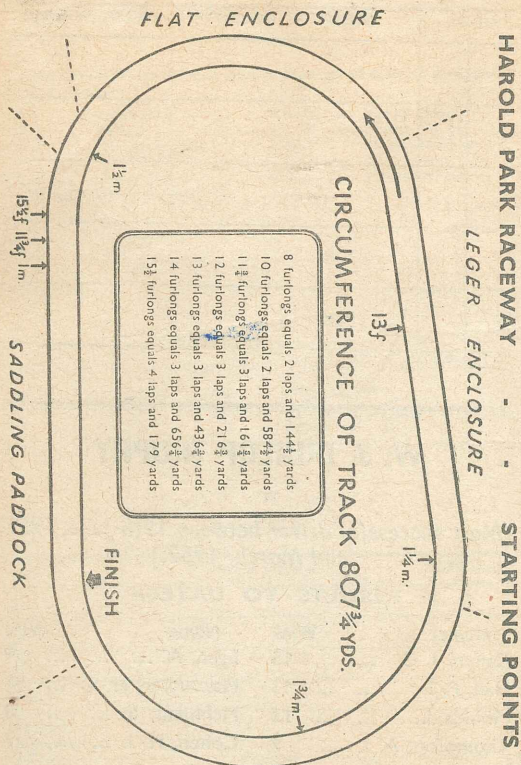 HAROLD PARK RACEWAY - - STARTING POINTS
FLAT ENCLOSURE
LEGER ENCLOSURE
13f
1¼m.
1¾m
CIRCUMFERENCE OF TRACK 807¾ YDS.
8 furlongs equals 2 laps and 144½ yards
10 furlongs equals 2 laps and 584½ yards
11¾ furlongs equals 3 laps and 161¾ yards
12 furlongs equals 3 laps and 216¾ yards
13 furlongs equals 3 laps and 436¾ yards
14 furlongs equals 3 laps and 656¾ yards
15½ furlongs equals 4 laps and 179 yards
1½m
FINISH
15½f 11¾f 1m
SADDLING PADDOCK